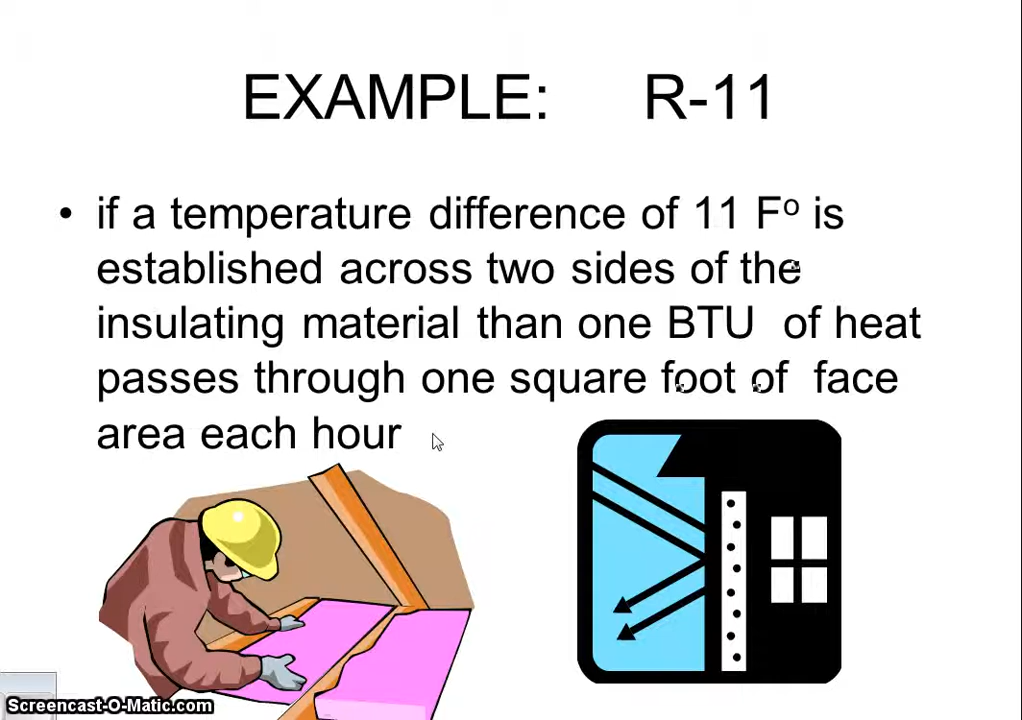 EXAMPLE: R-11
• if a temperature difference of 11 Fº is
established across two sides of the
insulating material than one BTU of heat
passes through one square foot of face
area each hour
Screencast-O-Matic.com